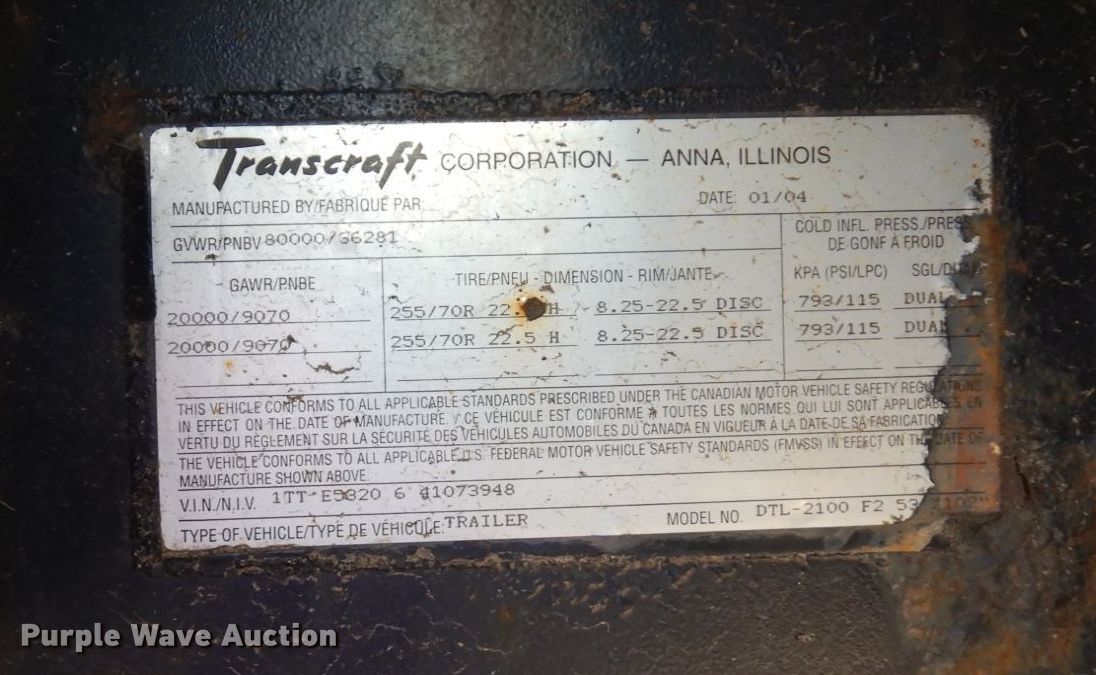 Transcraft CORPORATION — ANNA, ILLINOIS
MANUFACTURED BY/FABRIQUÉ PAR: DATE: 01/04
GVWR/PNBV 80000/36281 COLD INFL. PRESS./PRESS DE GONF À FROID
GAWR/PNBE TIRE/PNEU - DIMENSION - RIM/JANTE KPA (PSI/LPC)
20000/9070 255/70R H 8.25-22.5 DISC 793/115 DUAL
20000/9070 255/70R 22.5 H 8.25-22.5 DISC 793/115 DUAL
THIS VEHICLE CONFORMS TO ALL APPLICABLE STANDARDS PRESCRIBED UNDER THE CANADIAN MOTOR VEHICLE SAFETY REGULATIONS
IN EFFECT ON THE DATE OF MANUFACTURE. / CE VÉHICULE EST CONFORME À TOUTES LES NORMES QUI LUI SONT APPLICABLES EN
VERTU DU RÈGLEMENT SUR LA SÉCURITÉ DES VÉHICULES AUTOMOBILES DU CANADA EN VIGUEUR À LA DATE DE SA FABRICATION
THE VEHICLE CONFORMS TO ALL APPLICABLE U.S. FEDERAL MOTOR VEHICLE SAFETY STANDARDS (FMVSS) IN EFFECT ON THE DATE OF
MANUFACTURE SHOWN ABOVE.
V.I.N./N.I.V. 1TT E5320 6 41073948
TYPE OF VEHICLE/TYPE DE VÉHICULE: TRAILER MODEL NO. DTL-2100 F2
Purple Wave Auction